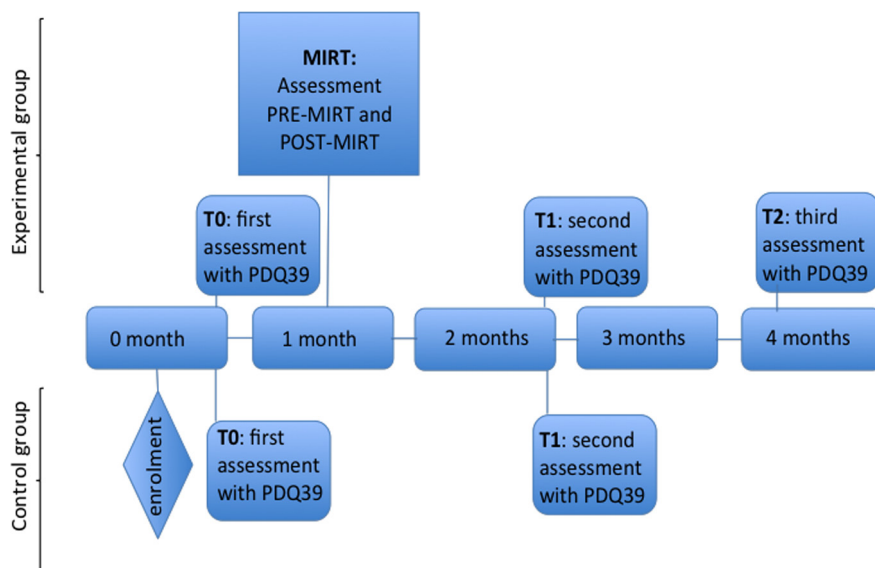 Experimental group
MIRT:
Assessment
PRE-MIRT and
POST-MIRT
T0: first
assessment
with PDQ39
T1: second
assessment
with PDQ39
T2: third
assessment
with PDQ39
0 month
1 month
2 months
3 months
4 months
Control group
enrolment
T0: first
assessment
with PDQ39
T1: second
assessment
with PDQ39